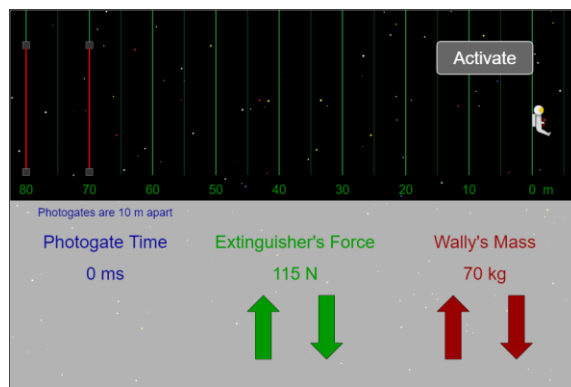 Activate
80 70 60 50 40 30 20 10 0 m
Photogates are 10 m apart
Photogate Time Extinguisher's Force Wally's Mass
0 ms 115 N 70 kg